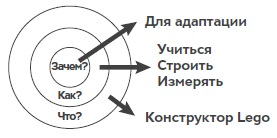 Для адаптации
Зачем?
Учиться
Строить
Измерять
Как?
Что?
Конструктор Lego